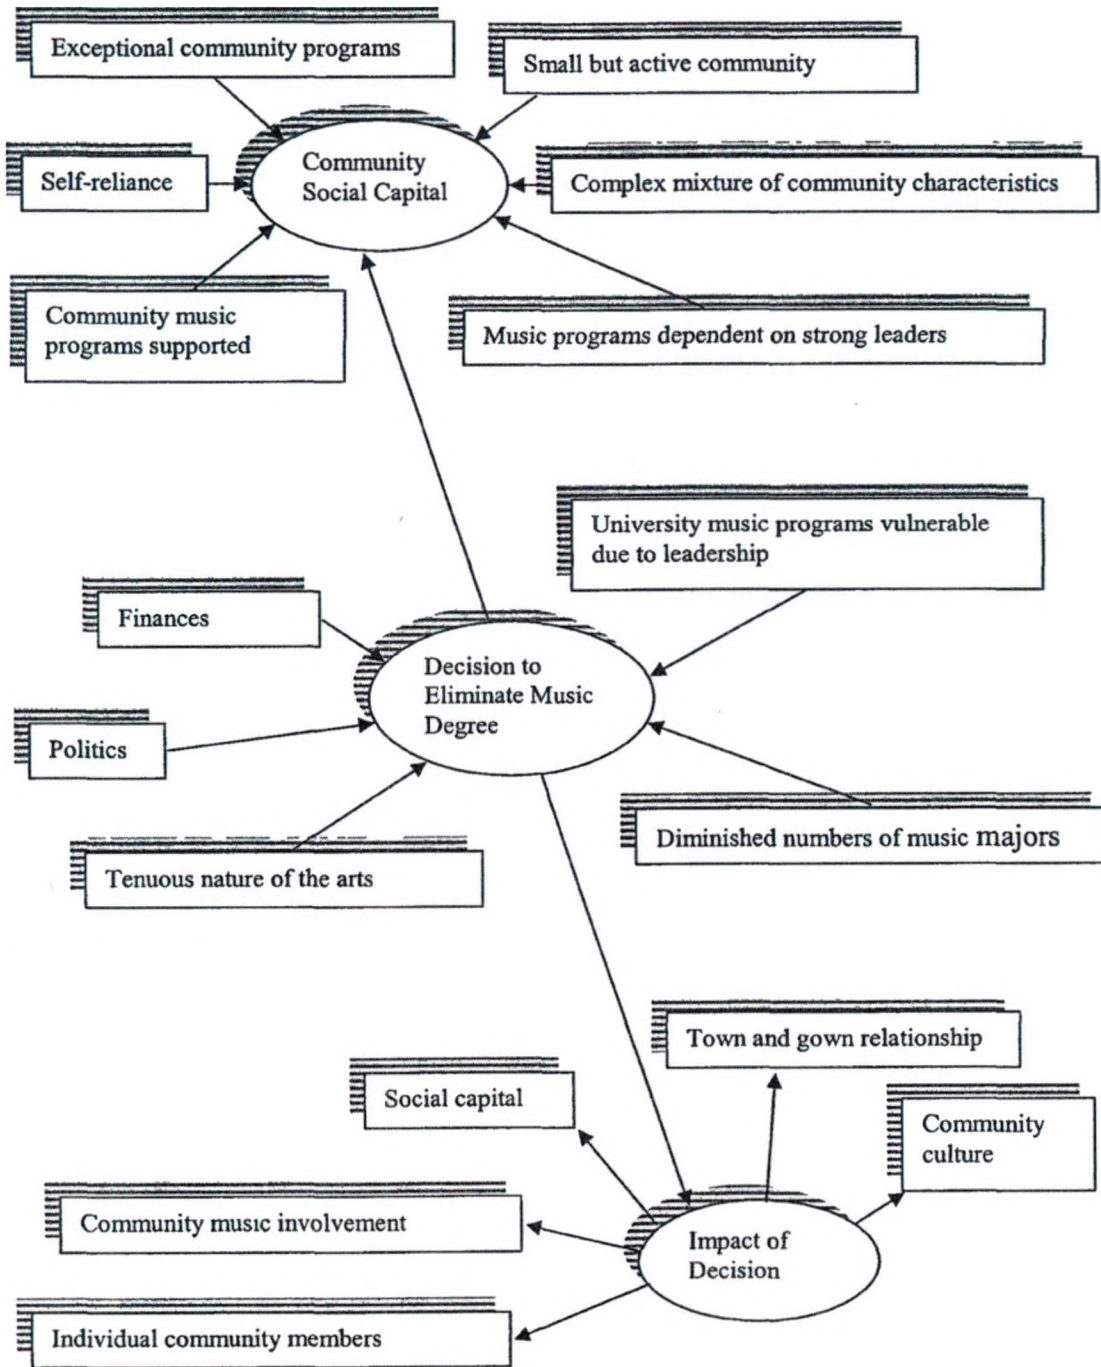 Exceptional community programs
Small but active community
Community
Social Capital
Self-reliance
Complex mixture of community characteristics
Community music
programs supported
Music programs dependent on strong leaders
University music programs vulnerable
due to leadership
Finances
Decision to
Eliminate Music
Degree
Politics
Diminished numbers of music majors
Tenuous nature of the arts
Town and gown relationship
Social capital
Community
culture
Community music involvement
Impact of
Decision
Individual community members